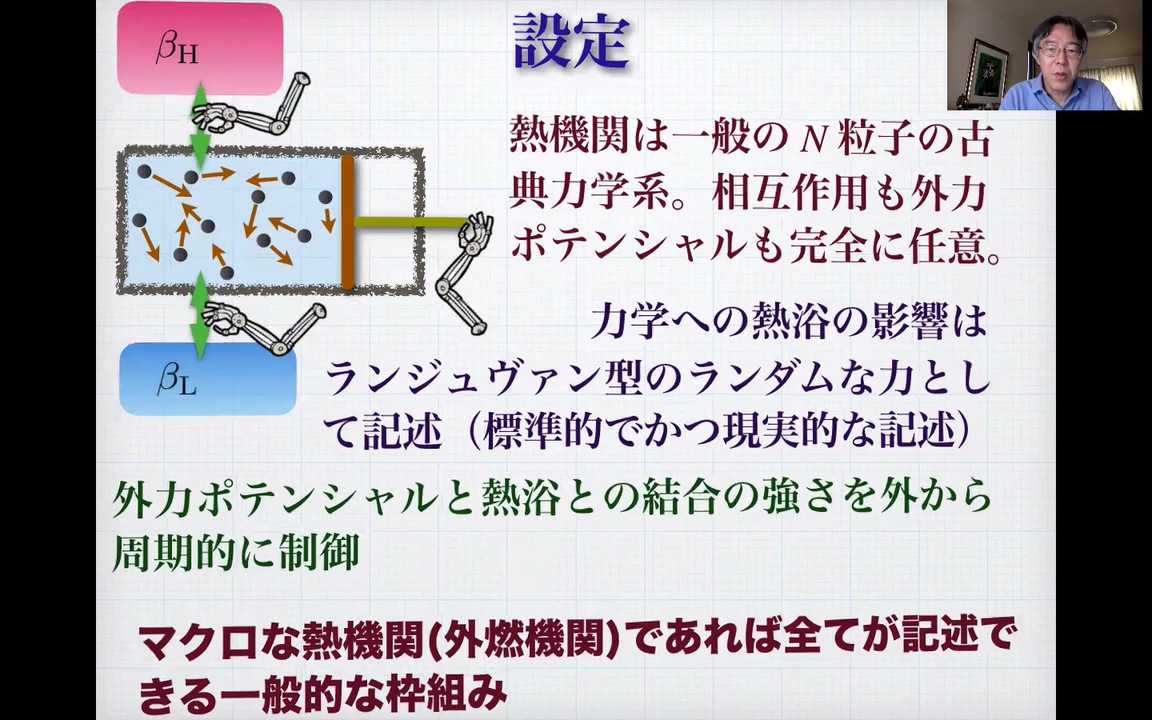 設定
βH
熱機関は一般の N 粒子の古
典力学系。相互作用も外力
ポテンシャルも完全に任意。
力学への熱浴の影響は
βL
ランジュヴァン型のランダムな力とし
て記述（標準的でかつ現実的な記述）
外力ポテンシャルと熱浴との結合の強さを外から
周期的に制御
マクロな熱機関(外燃機関)であれば全てが記述で
きる一般的な枠組み